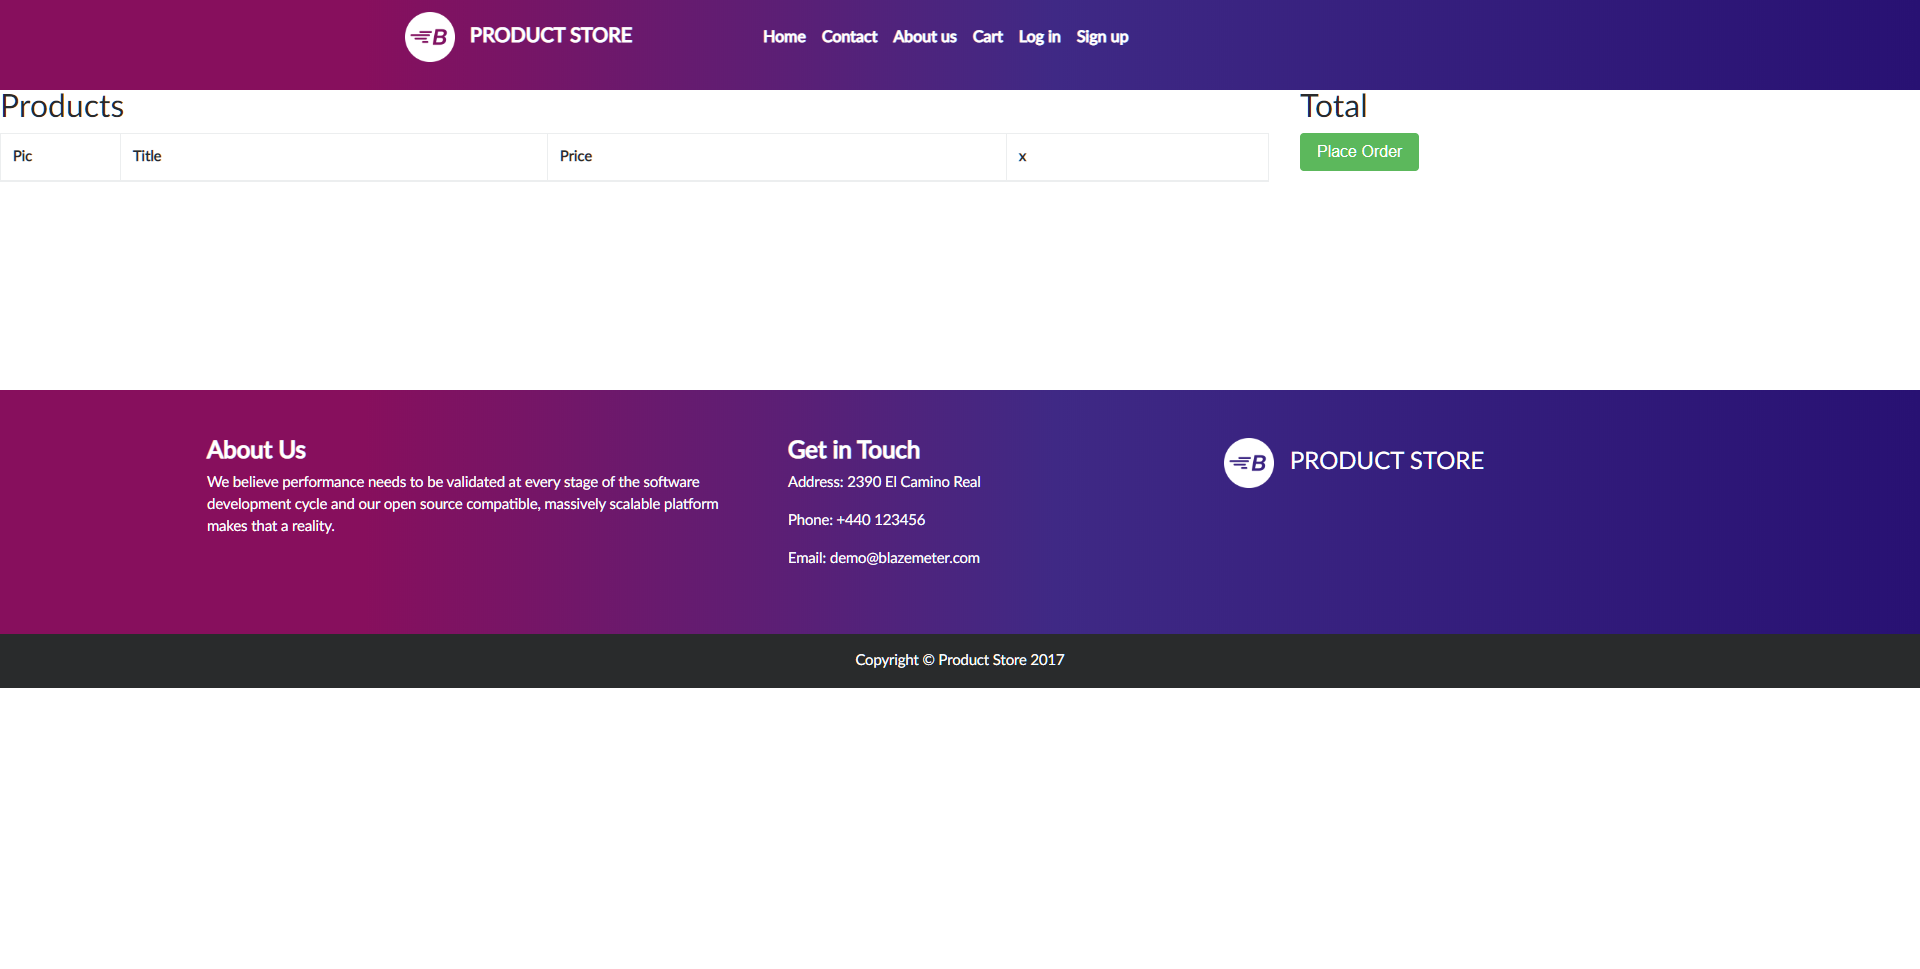 B PRODUCT STORE Home Contact About us Cart Log in Sign up
Products
Total
Pic Title Price x
Place Order
About Us
We believe performance needs to be validated at every stage of the software
development cycle and our open source compatible, massively scalable platform
makes that a reality.
Get in Touch
Address: 2390 El Camino Real
Phone: +440 123456
Email: demo@blazemeter.com
B PRODUCT STORE
Copyright © Product Store 2017